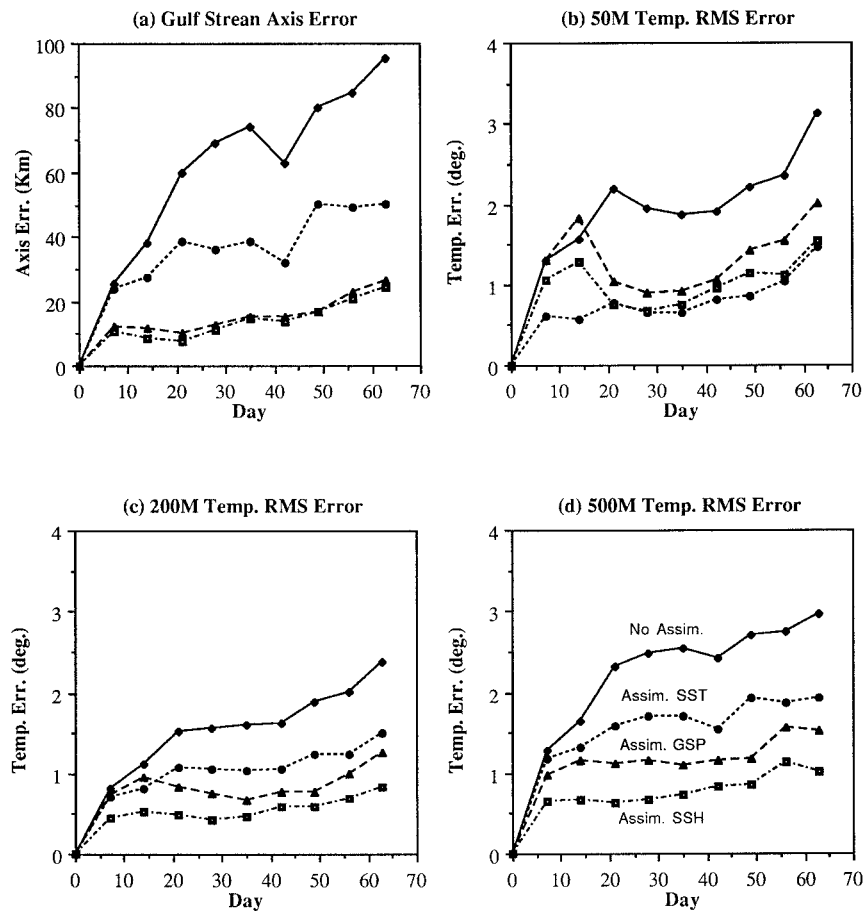 (a) Gulf Strean Axis Error
100
80
60
40
20
0
Axis Err. (Km)
0 10 20 30 40 50 60 70
Day
(b) 50M Temp. RMS Error
4
3
2
1
0
Temp. Err. (deg.)
0 10 20 30 40 50 60 70
Day
(c) 200M Temp. RMS Error
4
3
2
1
0
Temp. Err. (deg.)
0 10 20 30 40 50 60 70
Day
(d) 500M Temp. RMS Error
4
3
2
1
0
Temp. Err. (deg.)
No Assim.
Assim. SST
Assim. GSP
Assim. SSH
0 10 20 30 40 50 60 70
Day